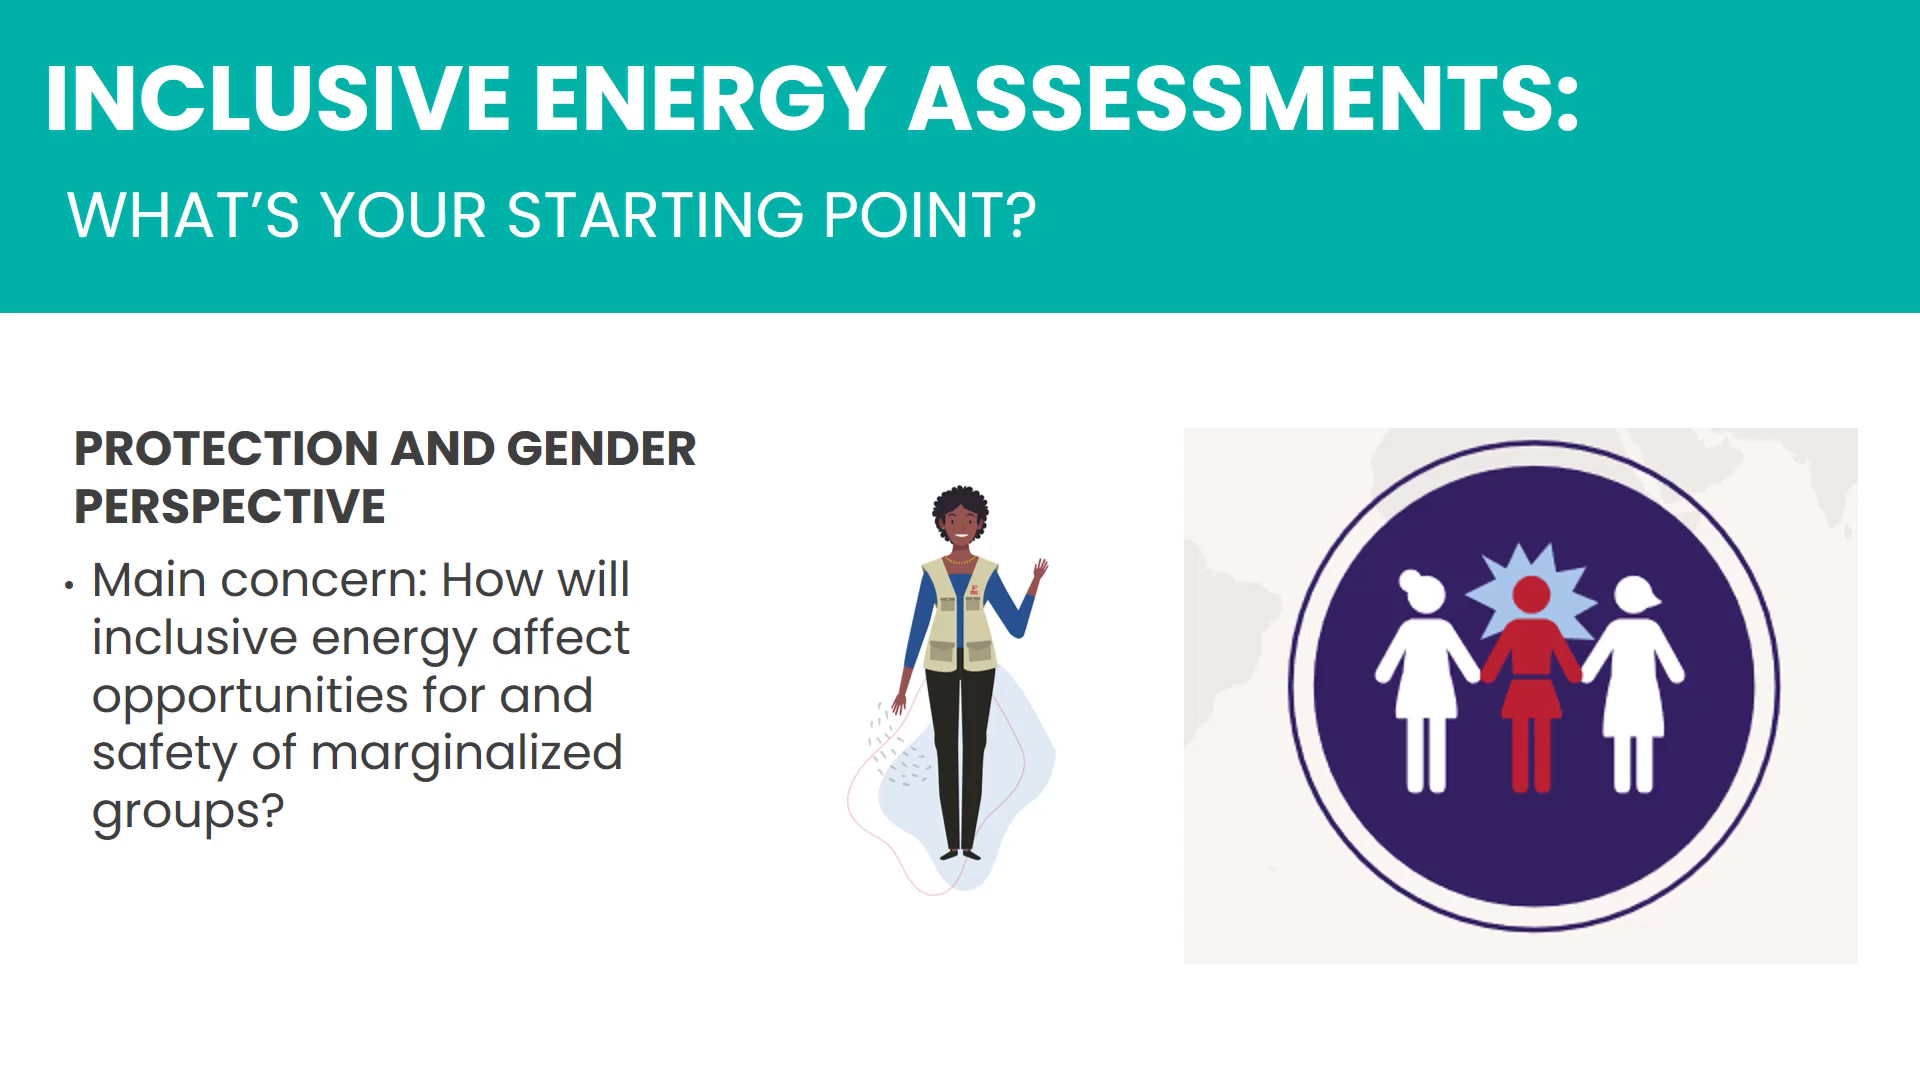 INCLUSIVE ENERGY ASSESSMENTS:
WHAT’S YOUR STARTING POINT?
PROTECTION AND GENDER
PERSPECTIVE
• Main concern: How will
inclusive energy affect
opportunities for and
safety of marginalized
groups?